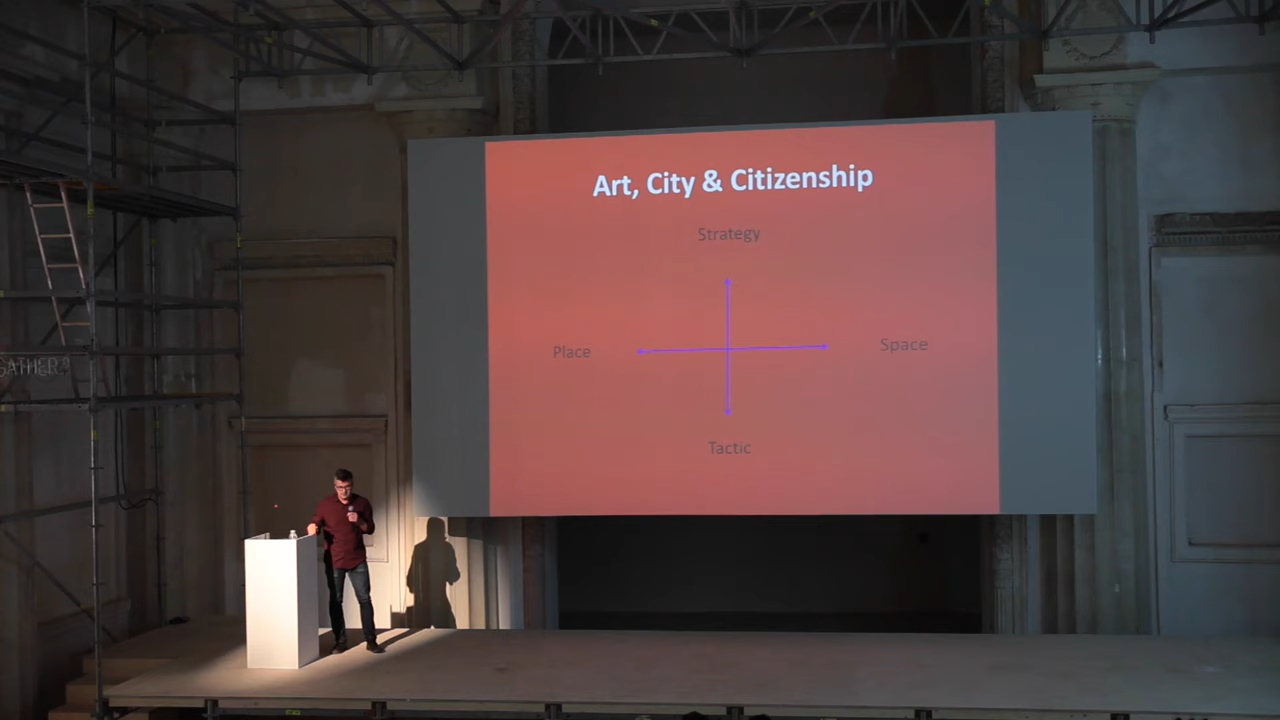 Art, City & Citizenship
Strategy
Place
Space
GATHER?
Tactic